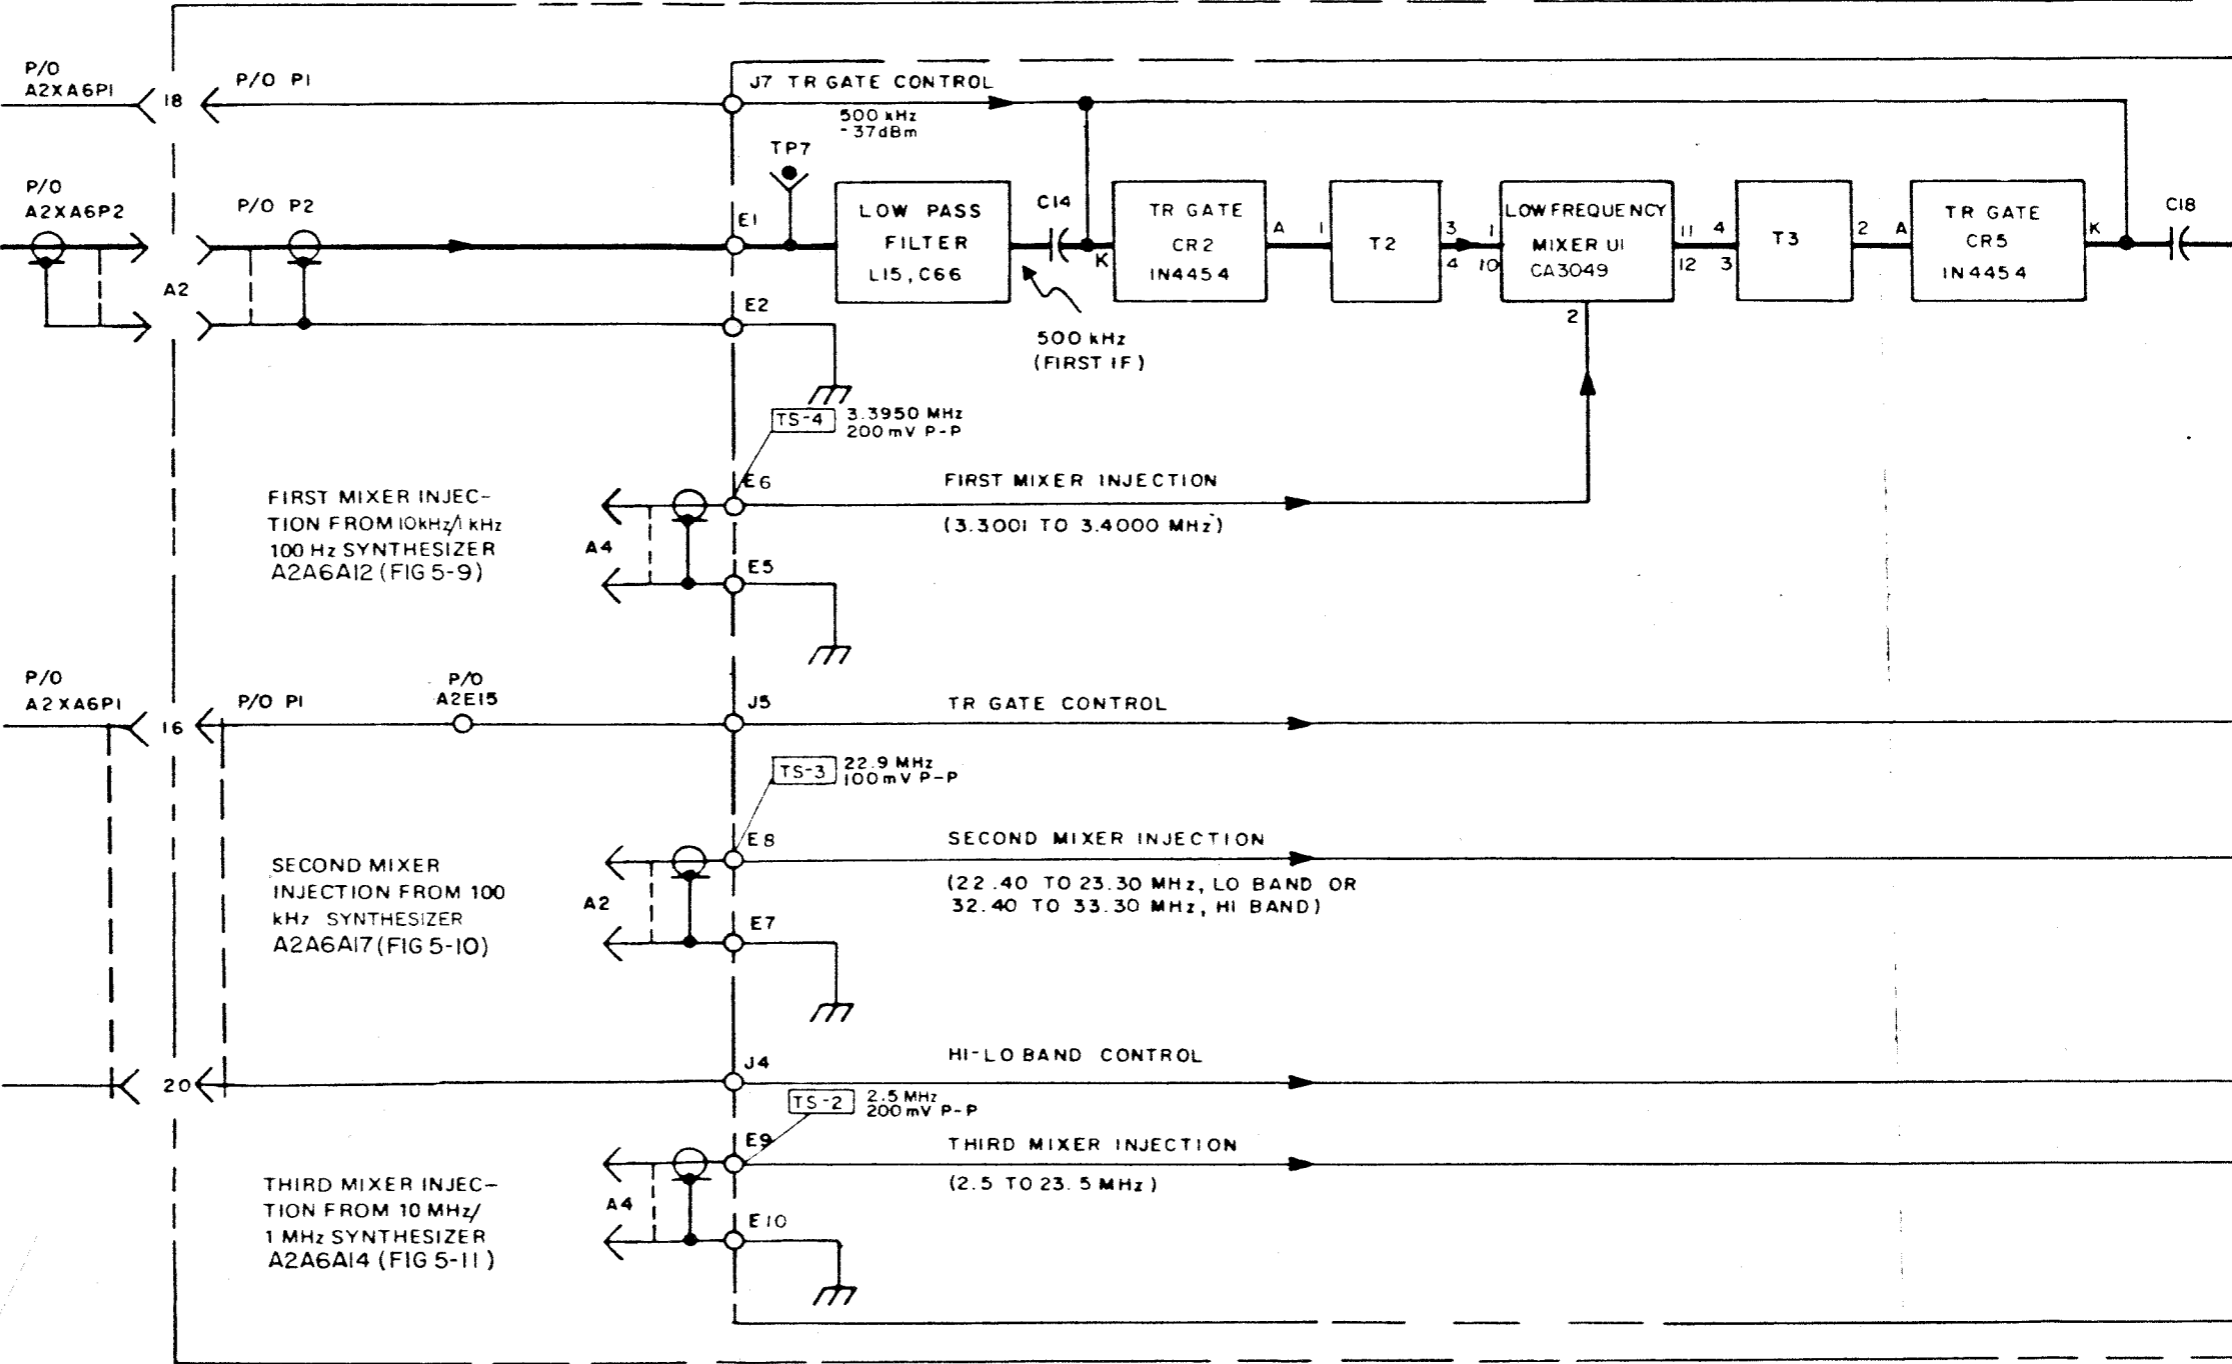 P/O
A2XA6P1
18
P/O P1
J7 TR GATE CONTROL
500 kHz
-37dBm
TP7
P/O
A2XA6P2
A2
P/O P2
E1
E2
LOW PASS
FILTER
L15, C66
C14
K
500 kHz
(FIRST IF)
TR GATE
CR2
1N4454
A
1
T2
3
4
1
10
LOW FREQUENCY
MIXER U1
CA3049
2
11
12
4
3
T3
2
A
TR GATE
CR5
1N4454
K
C18
TS-4
3.3950 MHz
200mV P-P
FIRST MIXER INJEC-
TION FROM 10kHz/1 kHz
100 Hz SYNTHESIZER
A2A6A12 (FIG 5-9)
A4
E6
E5
FIRST MIXER INJECTION
(3.3001 TO 3.4000 MHz)
P/O
A2XA6P1
16
P/O P1
P/O
A2E15
J5
TR GATE CONTROL
TS-3
22.9 MHz
100mV P-P
SECOND MIXER
INJECTION FROM 100
kHz SYNTHESIZER
A2A6A17 (FIG 5-10)
A2
E8
E7
SECOND MIXER INJECTION
(22.40 TO 23.30 MHz, LO BAND OR
32.40 TO 33.30 MHz, HI BAND)
20
J4
HI-LO BAND CONTROL
TS-2
2.5 MHz
200mV P-P
THIRD MIXER INJEC-
TION FROM 10 MHz/
1 MHz SYNTHESIZER
A2A6A14 (FIG 5-11)
A4
E9
E10
THIRD MIXER INJECTION
(2.5 TO 23.5 MHz)